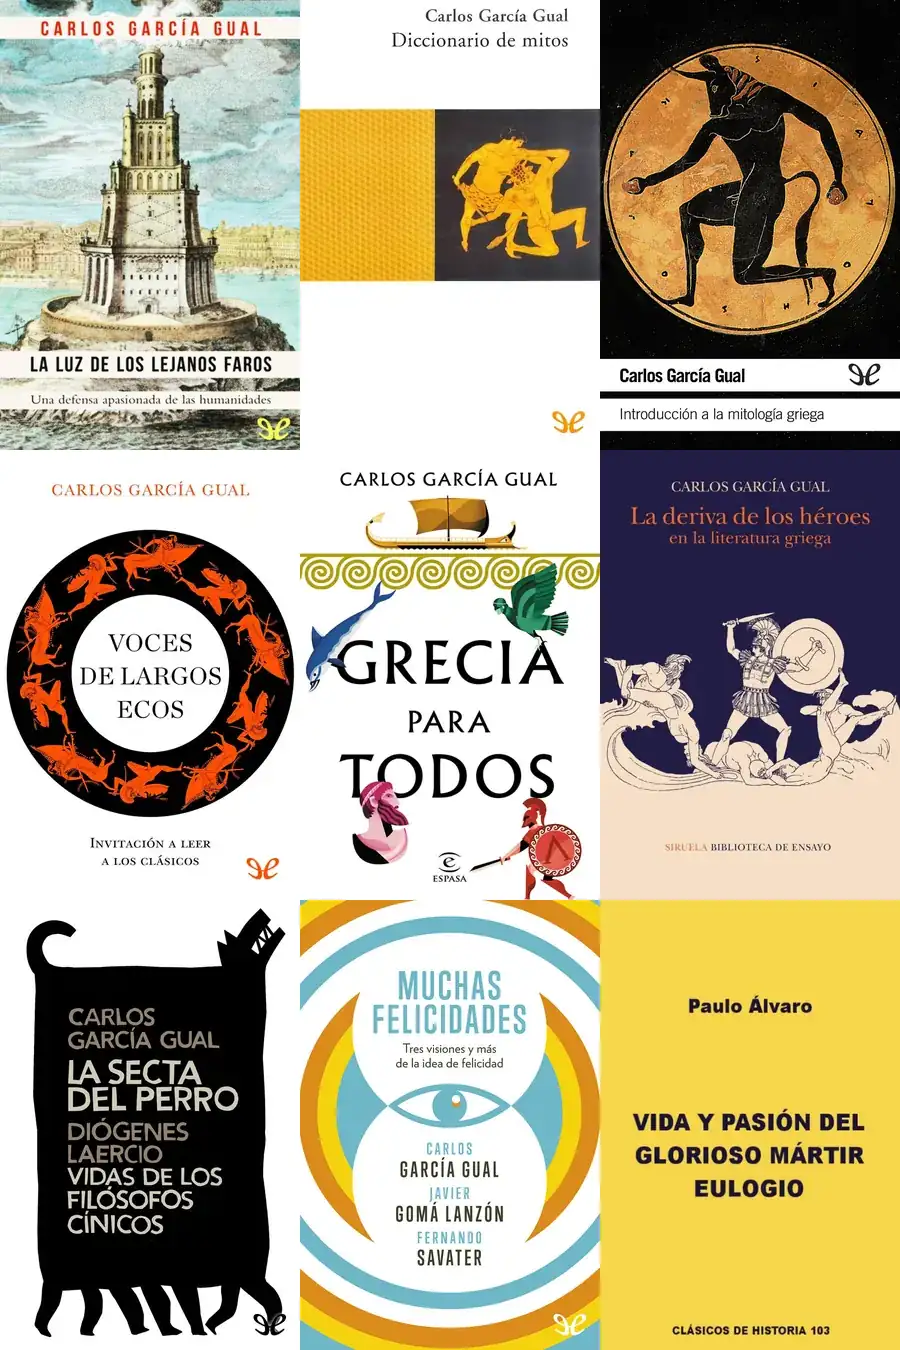 CARLOS GARCÍA GUAL
LA LUZ DE LOS LEJANOS FAROS
Una defensa apasionada de las humanidades
Carlos García Gual
Diccionario de mitos
Carlos García Gual
Introducción a la mitología griega
CARLOS GARCÍA GUAL
VOCES
DE LARGOS
ECOS
INVITACIÓN A LEER
A LOS CLÁSICOS
CARLOS GARCÍA GUAL
GRECIA
PARA
TODOS
e
ESPASA
CARLOS GARCÍA GUAL
La deriva de los héroes
en la literatura griega
SIRUELA BIBLIOTECA DE ENSAYO
CARLOS
GARCÍA GUAL
LA SECTA
DEL PERRO
DIÓGENES
LAERCIO
VIDAS DE LOS
FILÓSOFOS
CÍNICOS
MUCHAS
FELICIDADES
Tres visiones y más
de la idea de felicidad
CARLOS
GARCÍA GUAL
JAVIER
GOMÁ LANZÓN
FERNANDO
SAVATER
Paulo Álvaro
VIDA Y PASIÓN DEL
GLORIOSO MÁRTIR
EULOGIO
CLÁSICOS DE HISTORIA 103